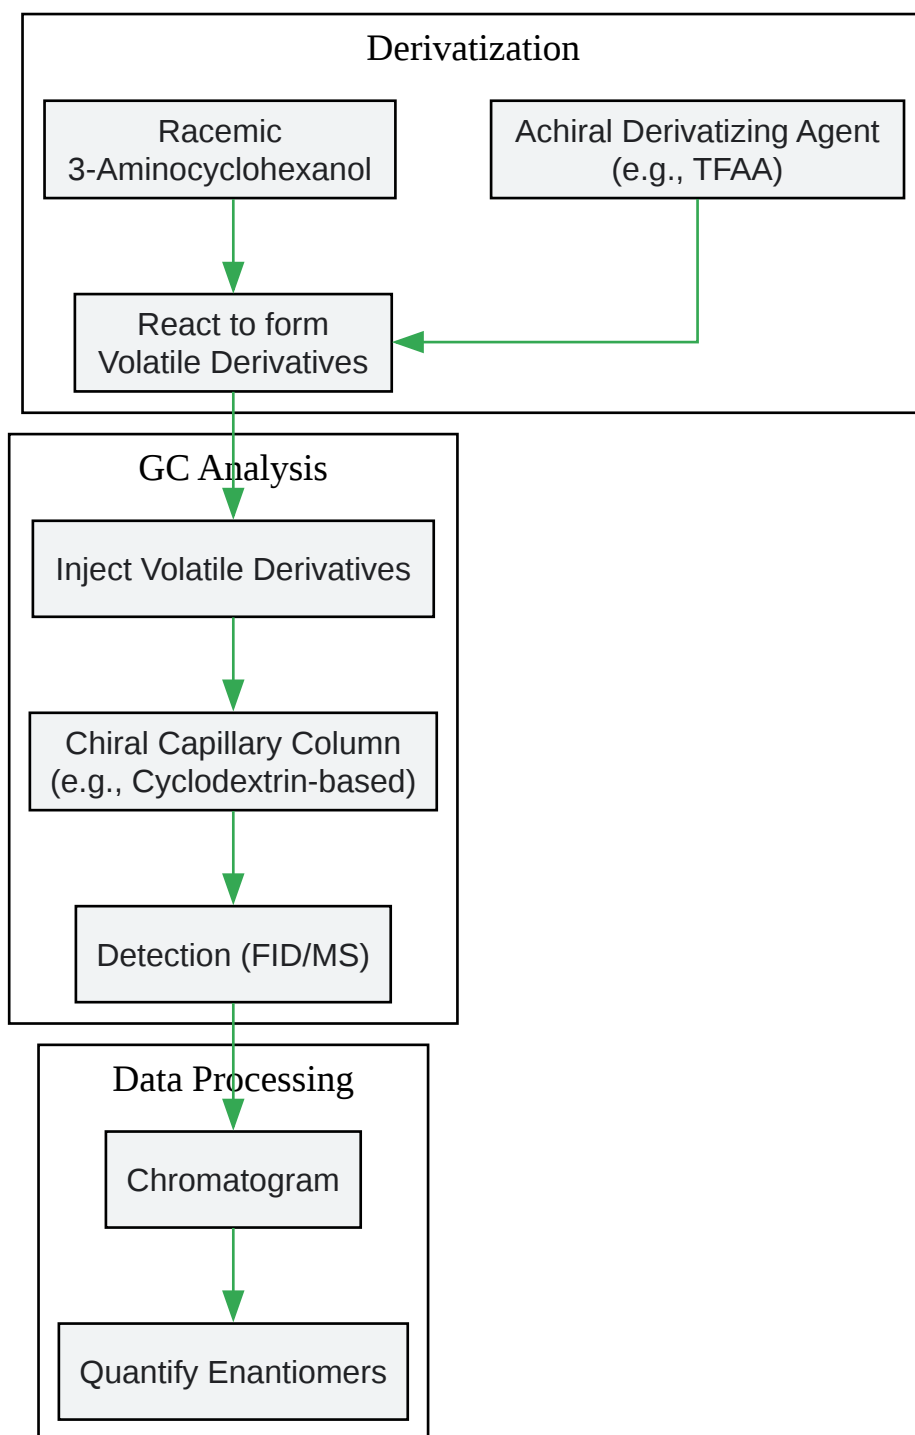 Derivatization
Racemic
3-Aminocyclohexanol
Achiral Derivatizing Agent
(e.g., TFAA)
React to form
Volatile Derivatives
GC Analysis
Inject Volatile Derivatives
Chiral Capillary Column
(e.g., Cyclodextrin-based)
Detection (FID/MS)
Data Processing
Chromatogram
Quantify Enantiomers